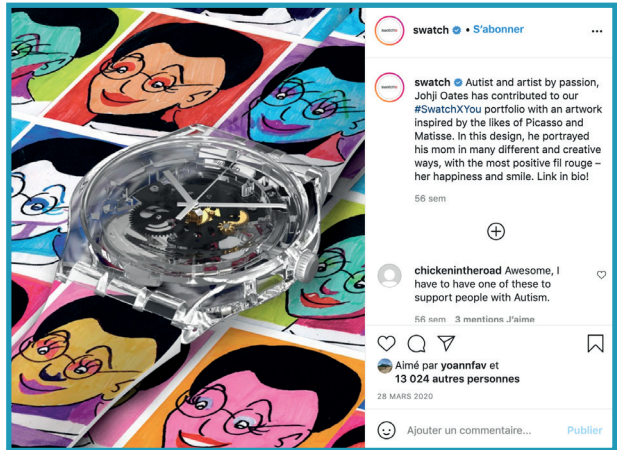 swatch • S'abonner
swatch Autist and artist by passion,
Johji Oates has contributed to our
#SwatchXYou portfolio with an artwork
inspired by the likes of Picasso and
Matisse. In this design, he portrayed
his mom in many different and creative
ways, with the most positive fil rouge –
her happiness and smile. Link in bio!
56 sem
chickenintheroad Awesome, I
have to have one of these to
support people with Autism.
56 sem 3 mentions J'aime
Aimé par yoannfav et
13 024 autres personnes
28 MARS 2020
Ajouter un commentaire... Publier